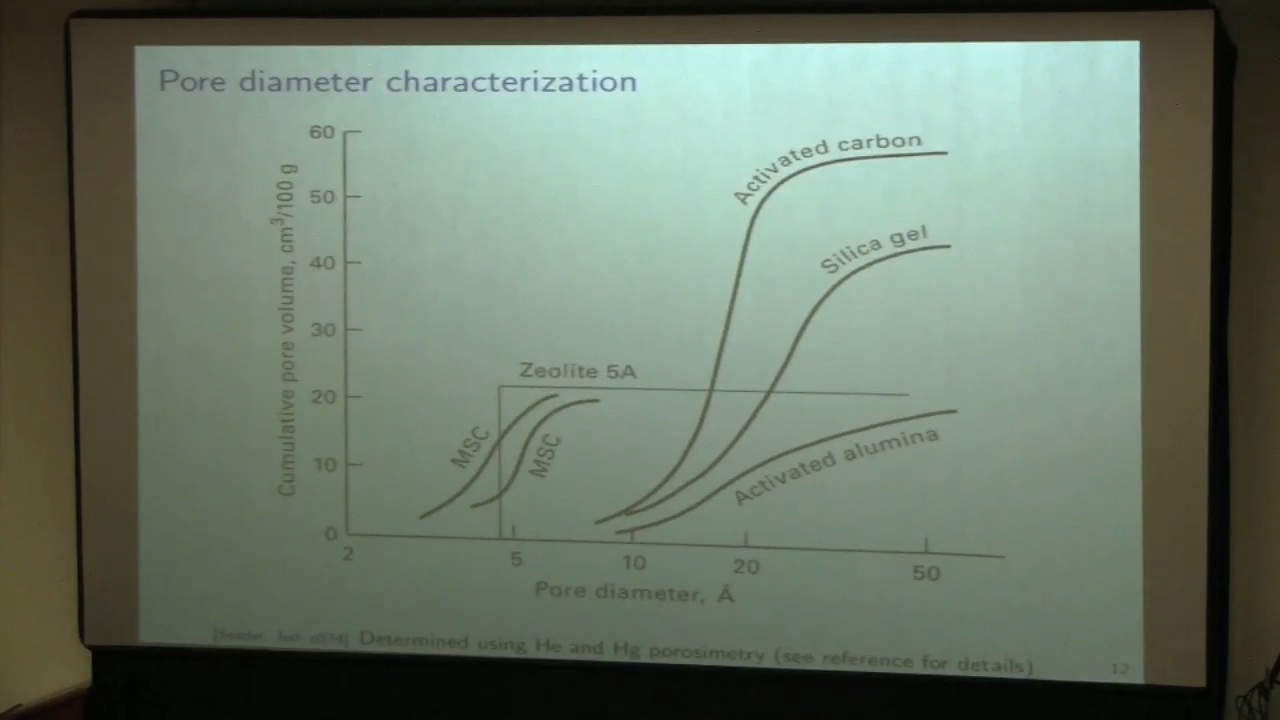 Pore diameter characterization
60
50
40
30
20
10
0
Cumulative pore volume, cm³/100 g
Activated carbon
Silica gel
Zeolite 5A
MSC
MSC
Activated alumina
2 5 10 20 50
Pore diameter, Å
Determined using He and Hg porosimetry (see reference for details)
12